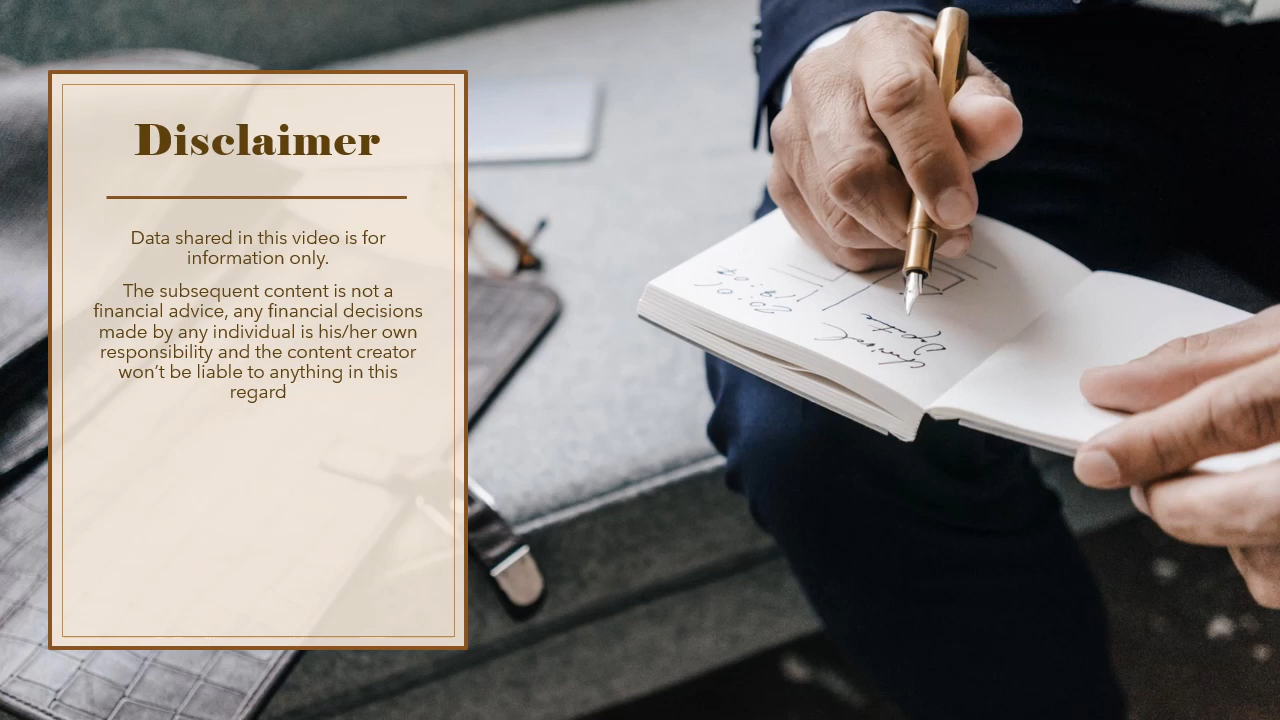 Disclaimer
Data shared in this video is for
information only.
The subsequent content is not a
financial advice, any financial decisions
made by any individual is his/her own
responsibility and the content creator
won't be liable to anything in this
regard